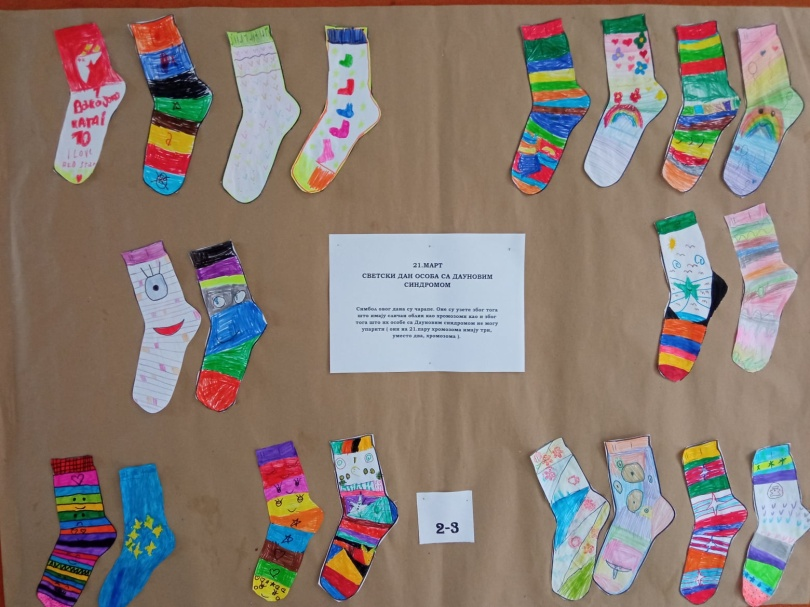 I LOVE
21.МАРТ
СВЕТСКИ ДАН ОСОБА СА ДАУНОВИМ
СИНДРОМОМ
Симбол овог дана су чарапе. Оне су узете због тога
што имају сличан облик као хромозоми као и због
тога што их особе са Дауновим синдромом не могу
упарити ( они на 21.пару хромозома имају три,
уместо два, хромозома ).
2-3